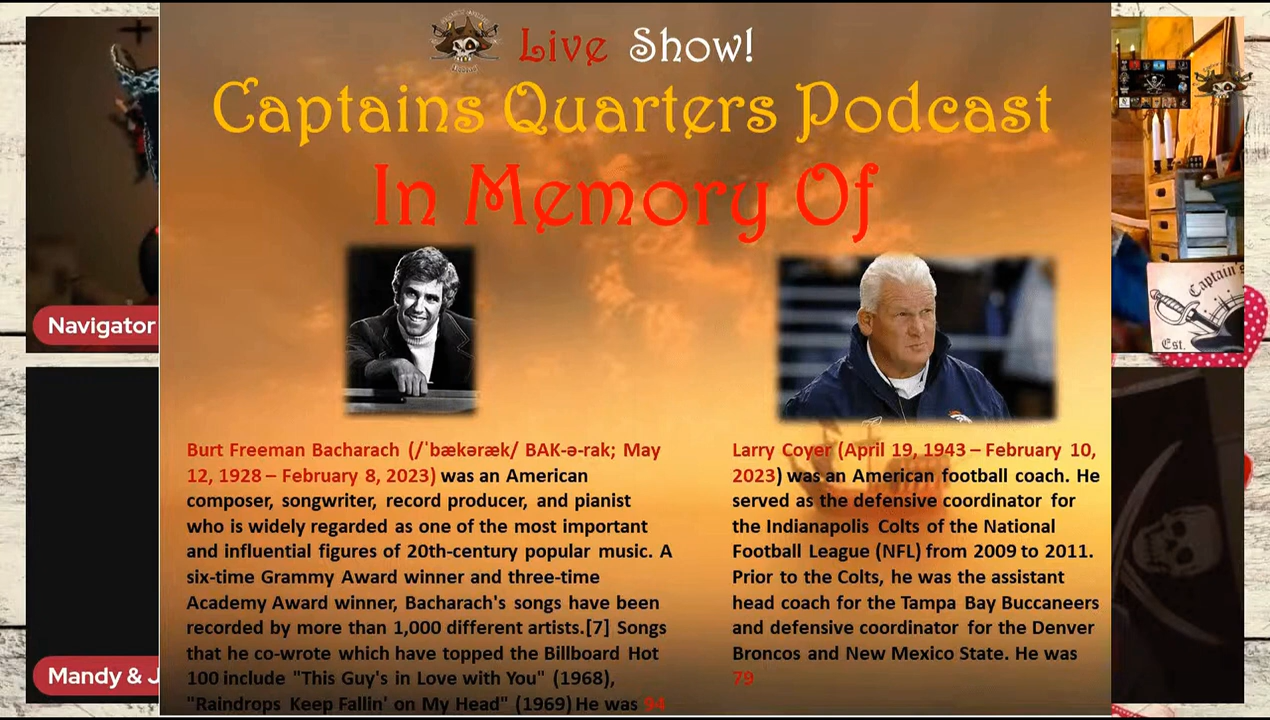 Live Show!
Captains Quarters Podcast
In Memory Of
Burt Freeman Bacharach (/ˈbækəræk/ BAK-ə-rak; May
12, 1928 – February 8, 2023) was an American
composer, songwriter, record producer, and pianist
who is widely regarded as one of the most important
and influential figures of 20th-century popular music. A
six-time Grammy Award winner and three-time
Academy Award winner, Bacharach's songs have been
recorded by more than 1,000 different artists.[7] Songs
that he co-wrote which have topped the Billboard Hot
100 include "This Guy's in Love with You" (1968),
"Raindrops Keep Fallin' on My Head" (1969) He was 94
Larry Coyer (April 19, 1943 – February 10,
2023) was an American football coach. He
served as the defensive coordinator for
the Indianapolis Colts of the National
Football League (NFL) from 2009 to 2011.
Prior to the Colts, he was the assistant
head coach for the Tampa Bay Buccaneers
and defensive coordinator for the Denver
Broncos and New Mexico State. He was
79
Navigator
Mandy & J
Captain's
Est.